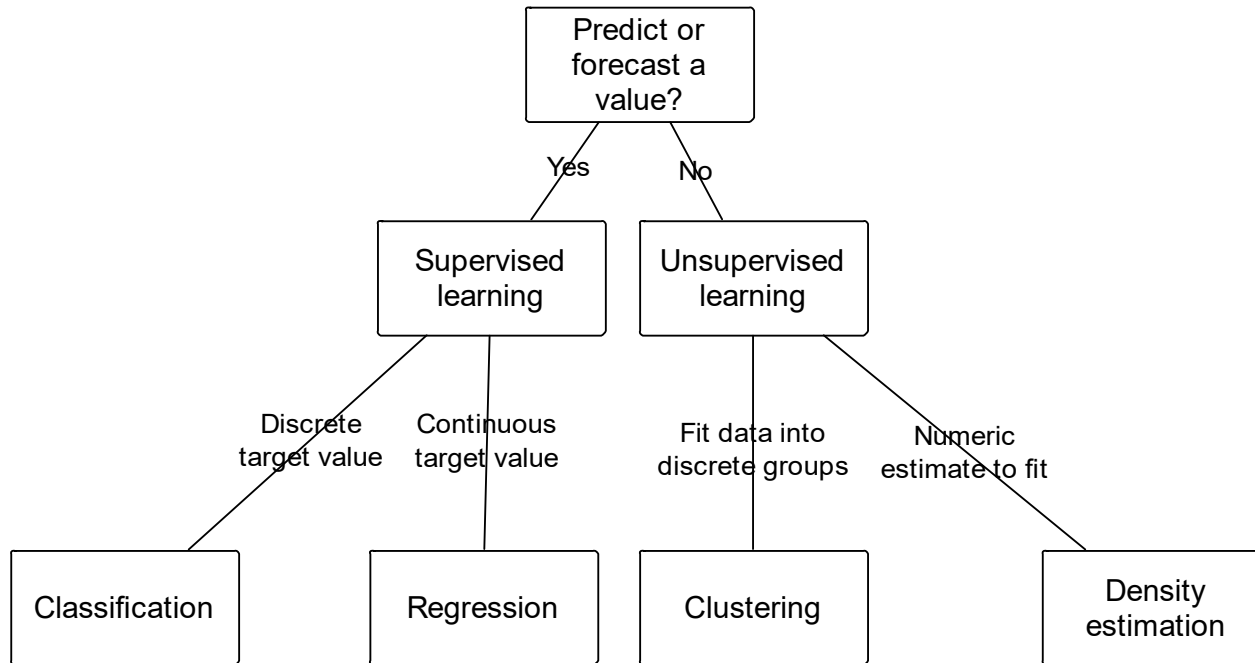 Predict or
forecast a
value?
Yes
No
Supervised
learning
Unsupervised
learning
Discrete
target value
Continuous
target value
Fit data into
discrete groups
Numeric
estimate to fit
Classification
Regression
Clustering
Density
estimation